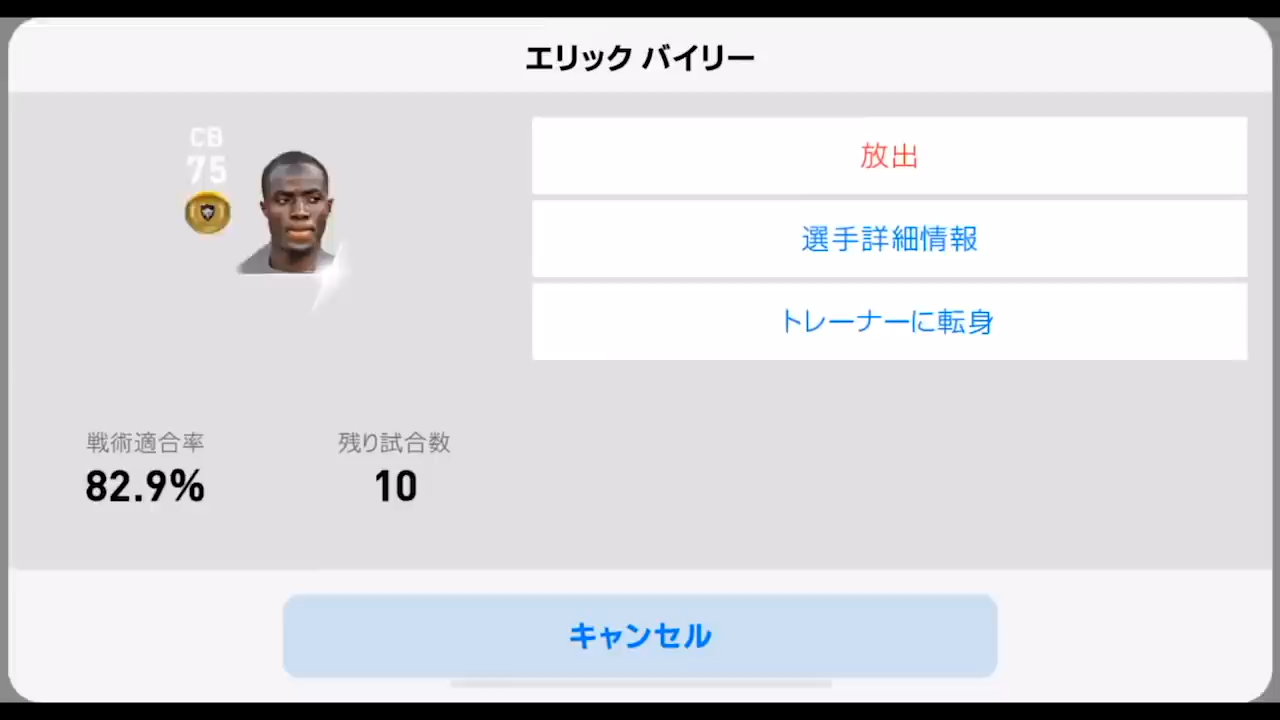 エリック バイリー
CB
75
放出
選手詳細情報
トレーナーに転身
戦術適合率
残り試合数
82.9%
10
キャンセル